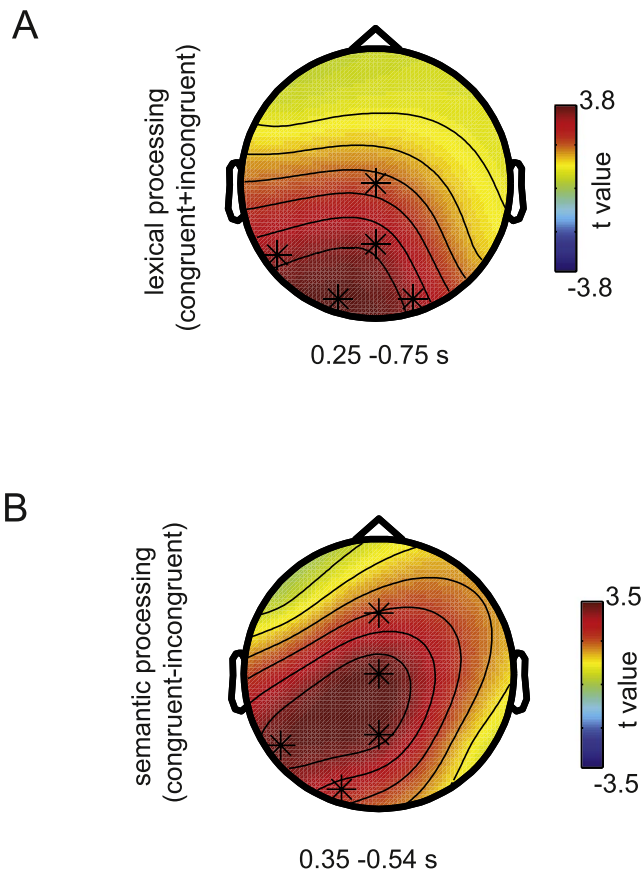 A
lexical processing
(congruent+incongruent)
3.8
t value
-3.8
0.25 -0.75 s
B
semantic processing
(congruent-incongruent)
3.5
t value
-3.5
0.35 -0.54 s